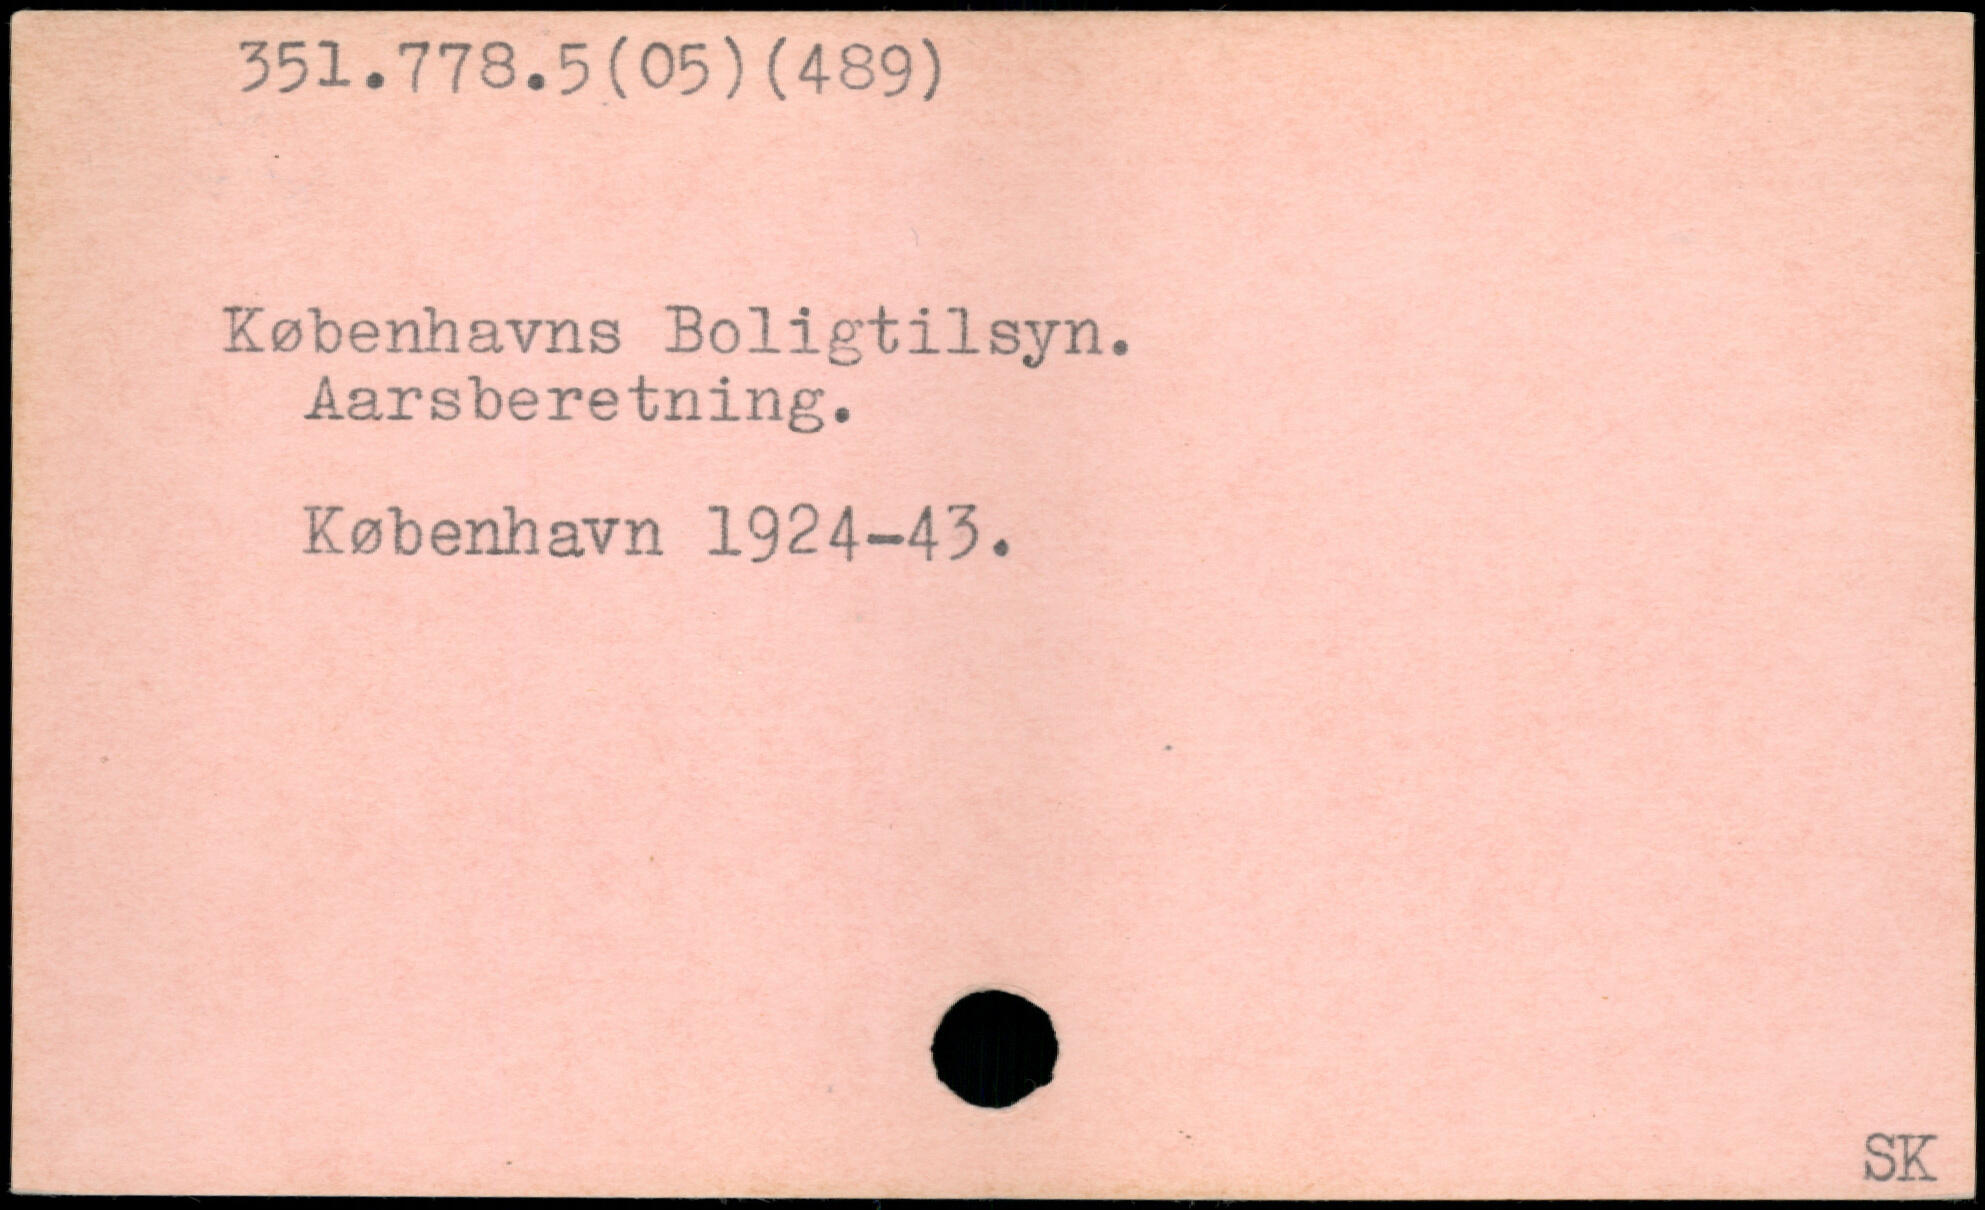 351.778.5(05)(489)
Københavns Boligtilsyn.
Aarsberetning.
København 1924-43.
SK